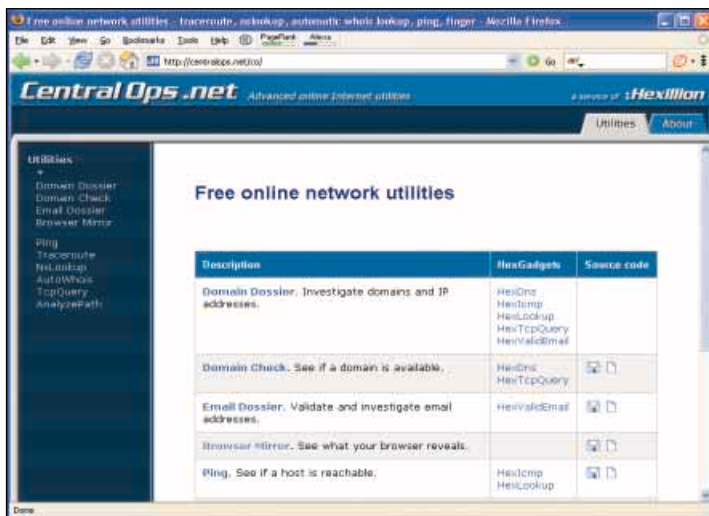 Free online network utilities - traceroute, nslookup, automatic whois lookup, ping, finger - Mozilla Firefox
File Edit View Go Bookmarks Tools Help PageRank Alexa
http://centralops.net/co/ Go
CentralOps.net Advanced online Internet utilities a service of Hexillion
Utilities About
Utilities
Domain Dossier
Domain Check
Email Dossier
Browser Mirror
Ping
Traceroute
NsLookup
AutoWhois
TcpQuery
AnalyzePath
Free online network utilities
Description HexGadgets Source code
Domain Dossier. Investigate domains and IP addresses.
HexDns
HexIcmp
HexLookup
HexTcpQuery
HexValidEmail
Domain Check. See if a domain is available.
HexDns
HexTcpQuery
Email Dossier. Validate and investigate email addresses.
HexValidEmail
Browser Mirror. See what your browser reveals.
Ping. See if a host is reachable.
HexIcmp
HexLookup
Done